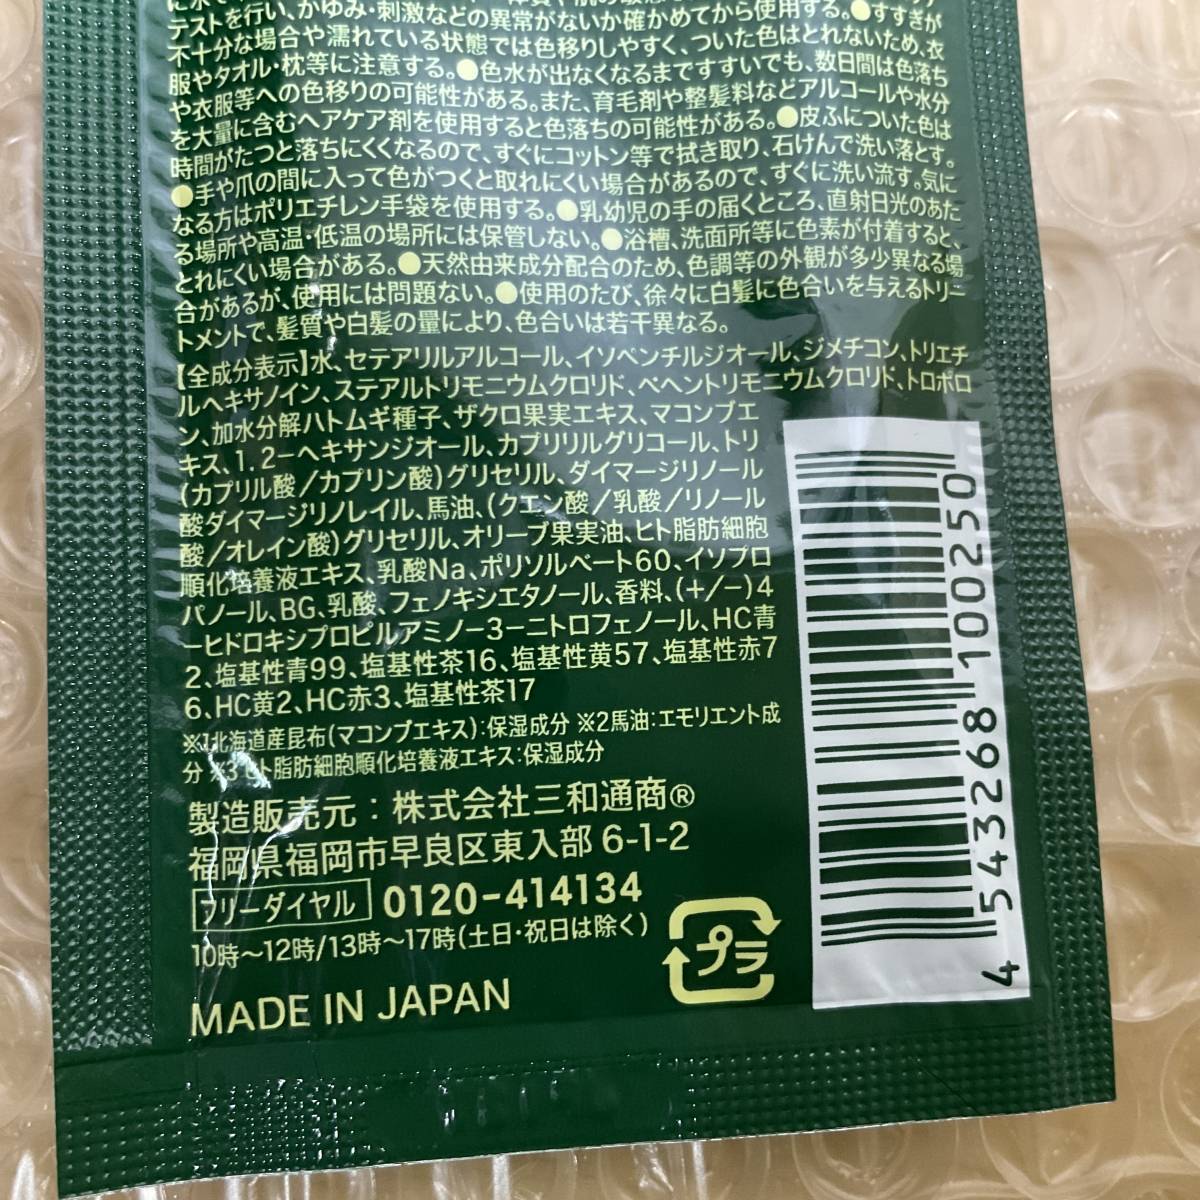 テストを行い、かゆみ・刺激などの異常がないか確かめてから使用する。●すすぎが
不十分な場合や濡れている状態では色移りしやすく、ついた色はとれないため、衣
服やタオル・枕等に注意する。●色水が出なくなるまですすいでも、数日間は色落ち
や衣服等への色移りの可能性がある。また、育毛剤や整髪料などアルコールや水分
を大量に含むヘアケア剤を使用すると色落ちの可能性がある。●皮ふについた色は
時間がたつと落ちにくくなるので、すぐにコットン等で拭き取り、石けんで洗い落とす。
●手や爪の間に入って色がつくと取れにくい場合があるので、すぐに洗い流す。気に
なる方はポリエチレン手袋を使用する。●乳幼児の手の届くところ、直射日光のあた
る場所や高温・低温の場所には保管しない。●浴槽、洗面所等に色素が付着すると、
とれにくい場合がある。●天然由来成分配合のため、色調等の外観が多少異なる場
合があるが、使用には問題ない。●使用のたび、徐々に白髪に色合いを与えるトリー
トメントで、髪質や白髪の量により、色合いは若干異なる。
【全成分表示】水、セテアリルアルコール、イソペンチルジオール、ジメチコン、トリエチ
ルヘキサノイン、ステアルトリモニウムクロリド、ベヘントリモニウムクロリド、トロポロ
ン、加水分解ハトムギ種子、ザクロ果実エキス、マコンブエ
キス、1,2-ヘキサンジオール、カプリリルグリコール、トリ
(カプリル酸/カプリン酸)グリセリル、ダイマージリノール
酸ダイマージリノレイル、馬油、(クエン酸/乳酸/リノール
酸/オレイン酸)グリセリル、オリーブ果実油、ヒト脂肪細胞
順化培養液エキス、乳酸Na、ポリソルベート60、イソプロ
パノール、BG、乳酸、フェノキシエタノール、香料、(+/-)4
-ヒドロキシプロピルアミノ-3-ニトロフェノール、HC青
2、塩基性青99、塩基性茶16、塩基性黄57、塩基性赤7
6、HC黄2、HC赤3、塩基性茶17
※1北海道産昆布(マコンブエキス):保湿成分 ※2馬油:エモリエント成
分 ※3ヒト脂肪細胞順化培養液エキス:保湿成分
製造販売元:株式会社三和通商®
福岡県福岡市早良区東入部 6-1-2
フリーダイヤル 0120-414134
10時〜12時/13時〜17時(土日・祝日は除く)
プラ
MADE IN JAPAN
4 543268 100250